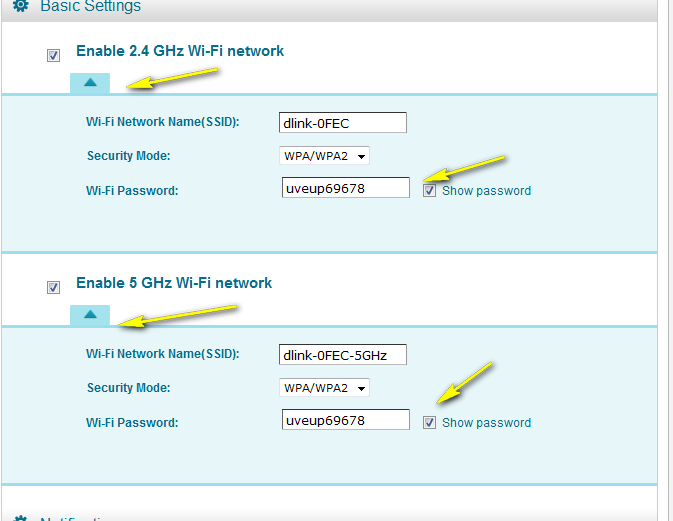 Basic Settings
Enable 2.4 GHz Wi-Fi network
Wi-Fi Network Name(SSID): dlink-0FEC
Security Mode: WPA/WPA2
Wi-Fi Password: uveup69678 Show password
Enable 5 GHz Wi-Fi network
Wi-Fi Network Name(SSID): dlink-0FEC-5GHz
Security Mode: WPA/WPA2
Wi-Fi Password: uveup69678 Show password